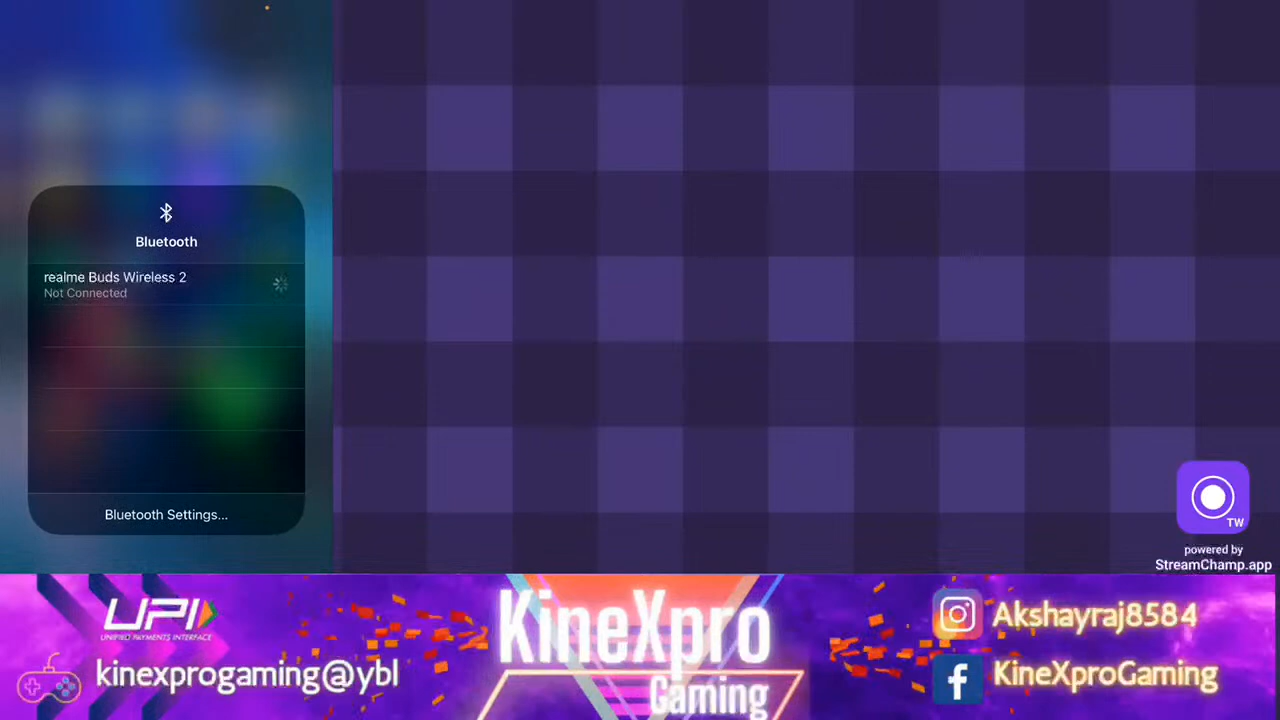 Bluetooth
realme Buds Wireless 2
Not Connected
Bluetooth Settings...
TW
powered by
StreamChamp.app
UPI
UNIFIED PAYMENTS INTERFACE
kinexprogaming@ybl
KineXpro
Gaming
Akshayraj8584
KineXproGaming